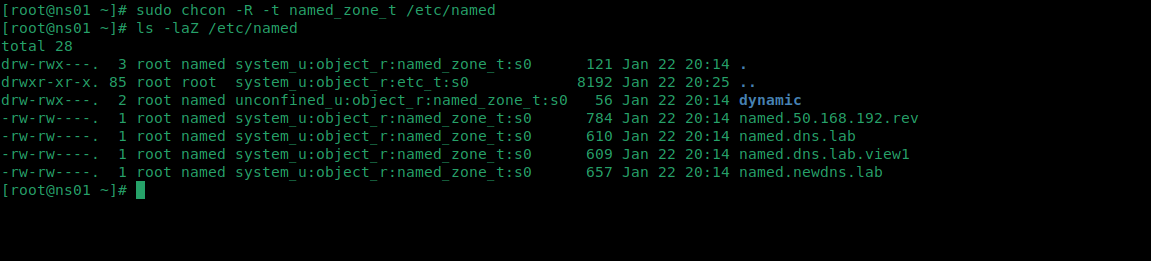 [root@ns01 ~]# sudo chcon -R -t named_zone_t /etc/named
[root@ns01 ~]# ls -laZ /etc/named
total 28
drw-rwx---.  3 root named system_u:object_r:named_zone_t:s0      121 Jan 22 20:14 .
drwxr-xr-x. 85 root root  system_u:object_r:etc_t:s0            8192 Jan 22 20:25 ..
drw-rwx---.  2 root named unconfined_u:object_r:named_zone_t:s0   56 Jan 22 20:14 dynamic
-rw-rw----.  1 root named system_u:object_r:named_zone_t:s0      784 Jan 22 20:14 named.50.168.192.rev
-rw-rw----.  1 root named system_u:object_r:named_zone_t:s0      610 Jan 22 20:14 named.dns.lab
-rw-rw----.  1 root named system_u:object_r:named_zone_t:s0      609 Jan 22 20:14 named.dns.lab.view1
-rw-rw----.  1 root named system_u:object_r:named_zone_t:s0      657 Jan 22 20:14 named.newdns.lab
[root@ns01 ~]#